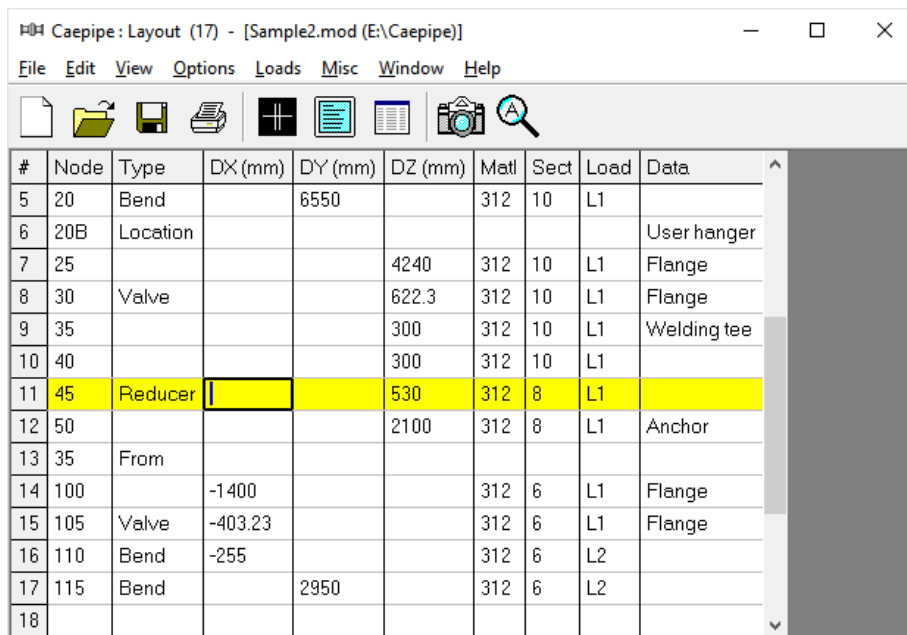 Caepipe : Layout (17) - [Sample2.mod (E:\Caepipe)]
File Edit View Options Loads Misc Window Help
# Node Type DX (mm) DY (mm) DZ (mm) Matl Sect Load Data
5 20 Bend 6550 312 10 L1
6 20B Location User hanger
7 25 4240 312 10 L1 Flange
8 30 Valve 622.3 312 10 L1 Flange
9 35 300 312 10 L1 Welding tee
10 40 300 312 10 L1
11 45 Reducer 530 312 8 L1
12 50 2100 312 8 L1 Anchor
13 35 From
14 100 -1400 312 6 L1 Flange
15 105 Valve -403.23 312 6 L1 Flange
16 110 Bend -255 312 6 L2
17 115 Bend 2950 312 6 L2
18